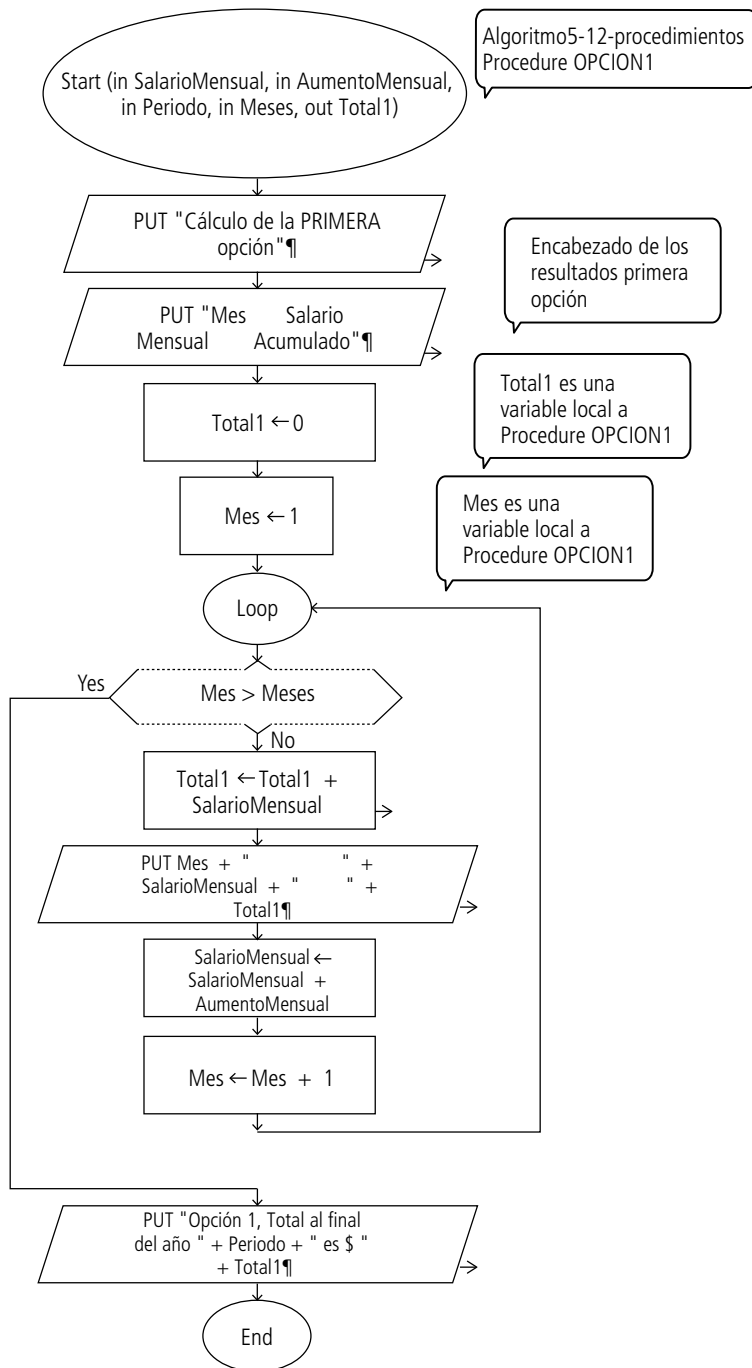 Algoritmo5-12-procedimientos
Procedure OPCION1
Start (in SalarioMensual, in AumentoMensual,
in Periodo, in Meses, out Total1)
PUT "Cálculo de la PRIMERA
opción"¶
Encabezado de los
resultados primera
opción
PUT "Mes Salario
Mensual Acumulado"¶
Total1 es una
variable local a
Procedure OPCION1
Total1 ← 0
Mes es una
variable local a
Procedure OPCION1
Mes ← 1
Loop
Yes
Mes > Meses
No
Total1 ← Total1 +
SalarioMensual
PUT Mes + " " +
SalarioMensual + " " +
Total1¶
SalarioMensual ←
SalarioMensual +
AumentoMensual
Mes ← Mes + 1
PUT "Opción 1, Total al final
del año " + Periodo + " es $ "
+ Total1¶
End